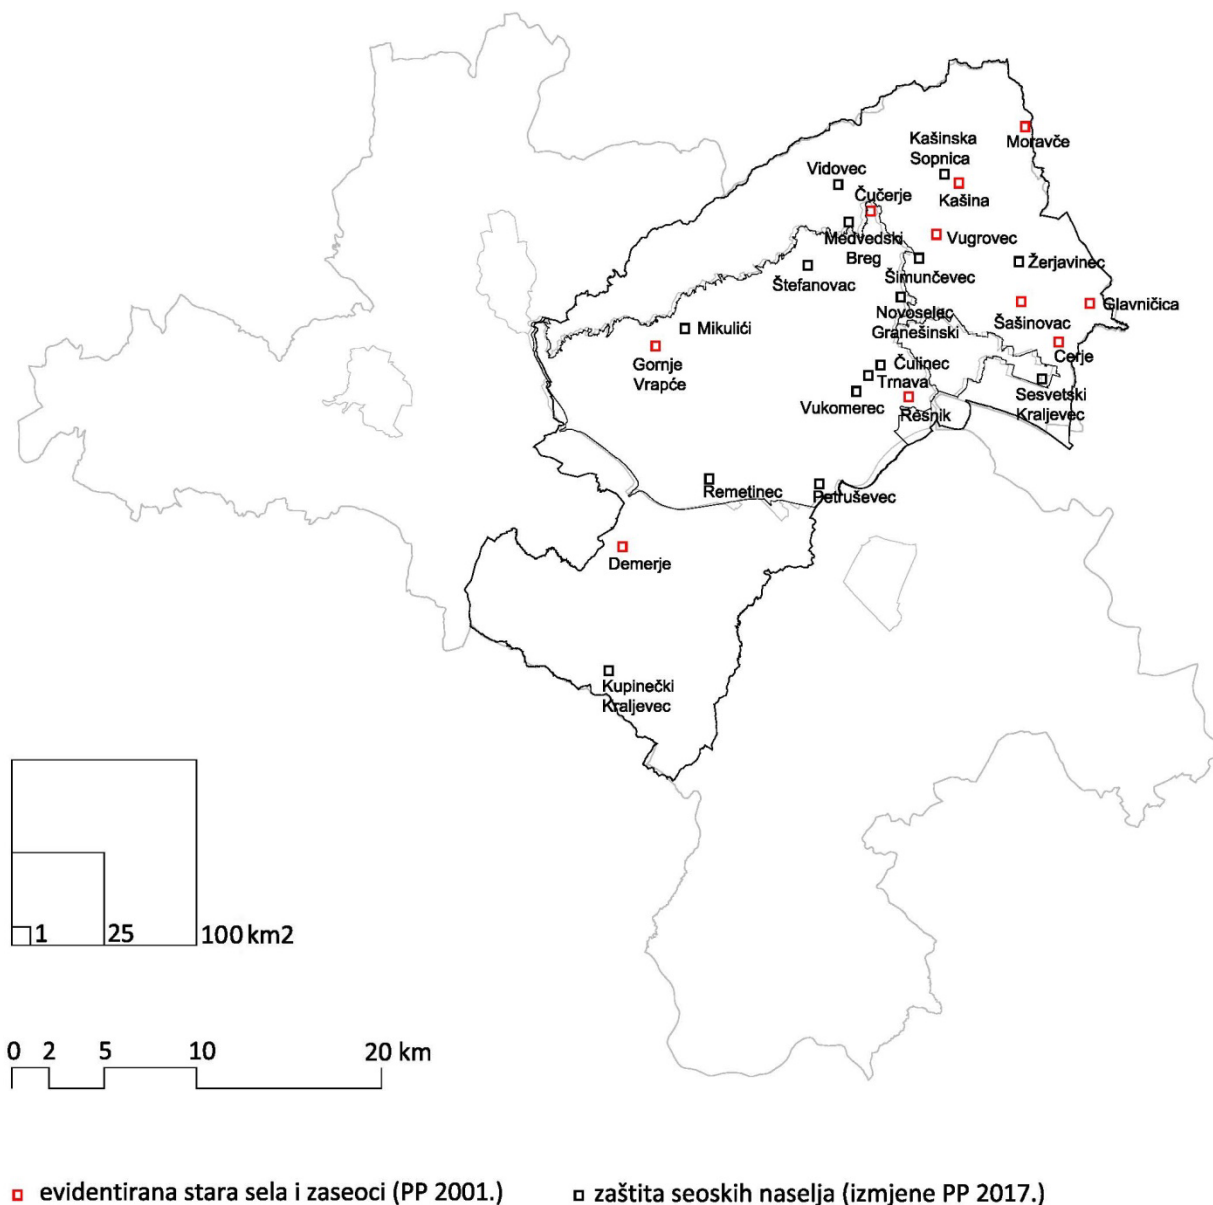 Moravče
Kašinska
Sopnica
Kašina
Vidovec
Čučerje
Medvedski
Breg
Vugrovec
Šimunčevec
Žerjavinec
Štefanovac
Novoselec
Granešinski
Šašinovac
Glavničica
Mikulići
Gornje
Vrapće
Cerje
Čulinec
Trnava
Vukomerec
Resnik
Sesvetski
Kraljevec
Remetinec
Petruševec
Demerje
Kupinečki
Kraljevec
1 25 100 km2
0 2 5 10 20 km
evidentirana stara sela i zaseoci (PP 2001.)
zaštita seoskih naselja (izmjene PP 2017.)